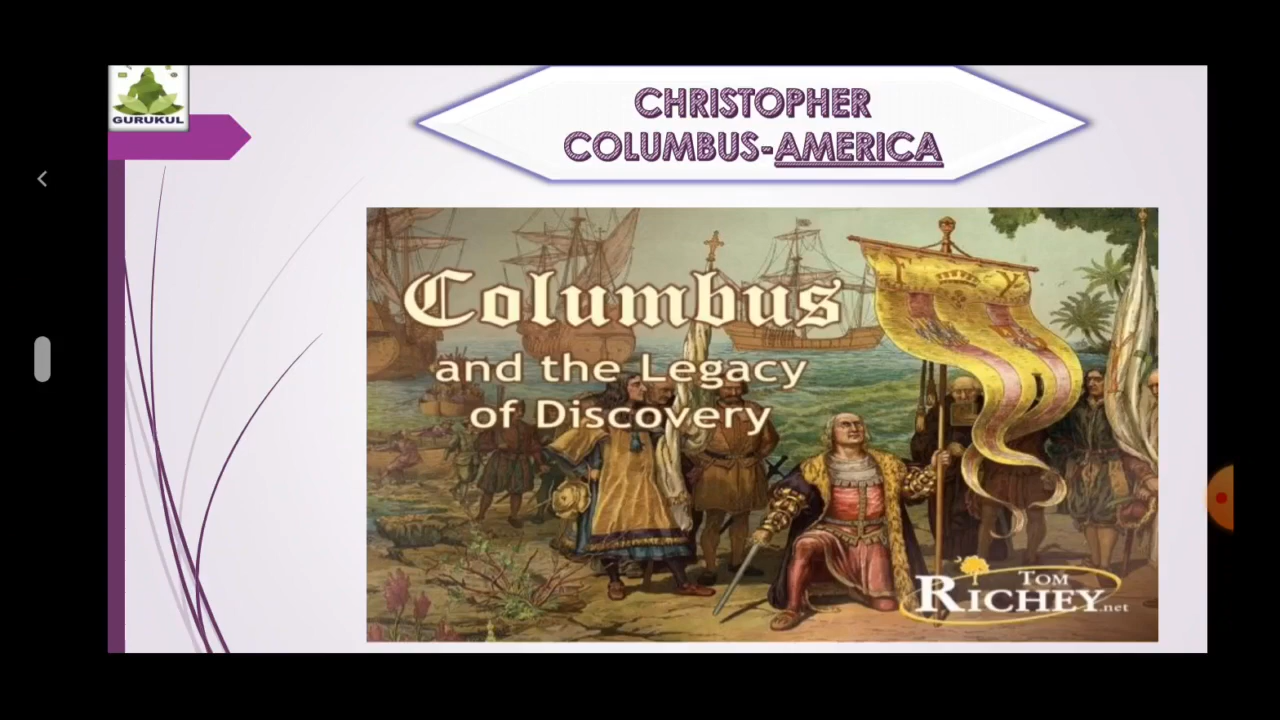 GURUKUL
CHRISTOPHER
COLUMBUS-AMERICA
Columbus
and the Legacy
of Discovery
F Y
TOM
RICHEY.net